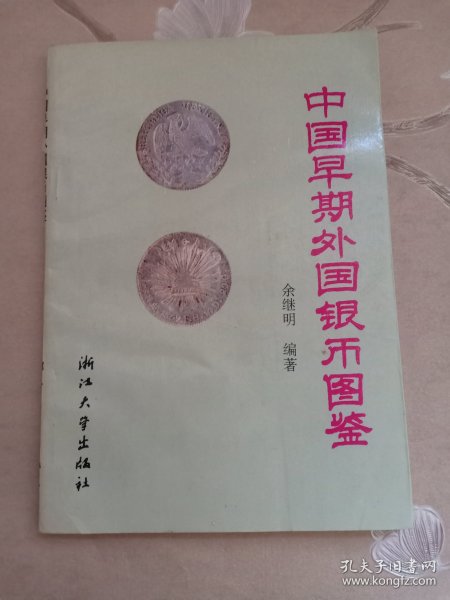 中国早期外国银币图鉴
余继明 编著
浙江大学出版社
孔夫子旧书网
www.kongfz.com